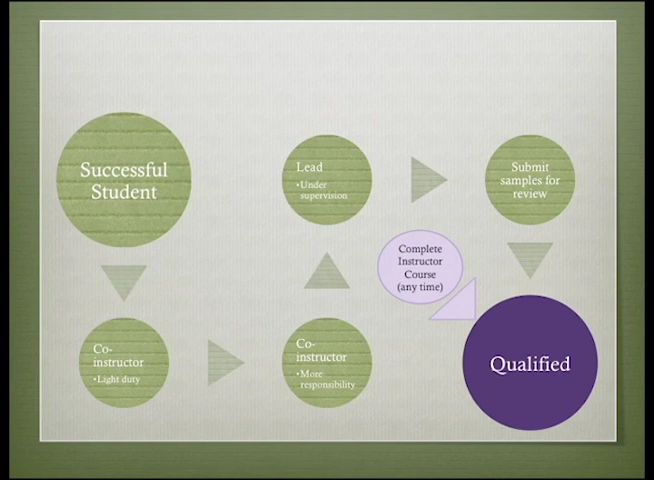 Successful
Student
Co-
instructor
•Light duty
Co-
instructor
•More
responsibility
Lead
•Under
supervision
Submit
samples for
review
Complete
Instructor
Course
(any time)
Qualified